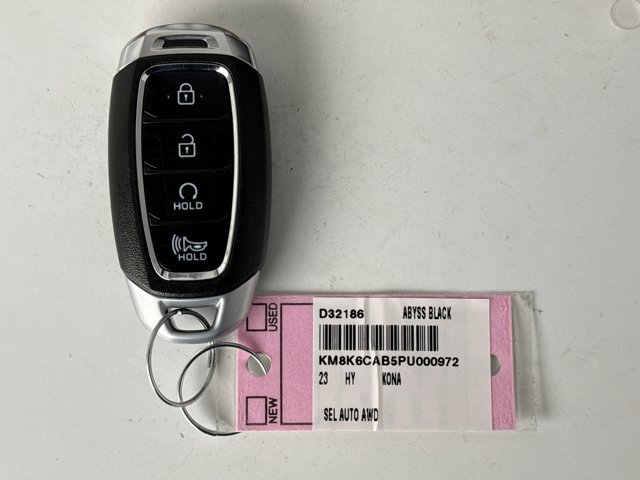 HOLD
HOLD
USED
NEW
D32186 ABYSS BLACK
KM8K6CAB5PU000972
23 HY KONA
SEL AUTO AWD